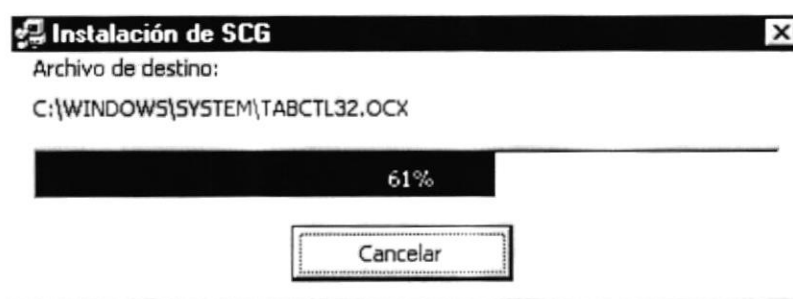 Instalación de SCG
Archivo de destino:
C:\WINDOWS\SYSTEM\TABCTL32.OCX
61%
Cancelar